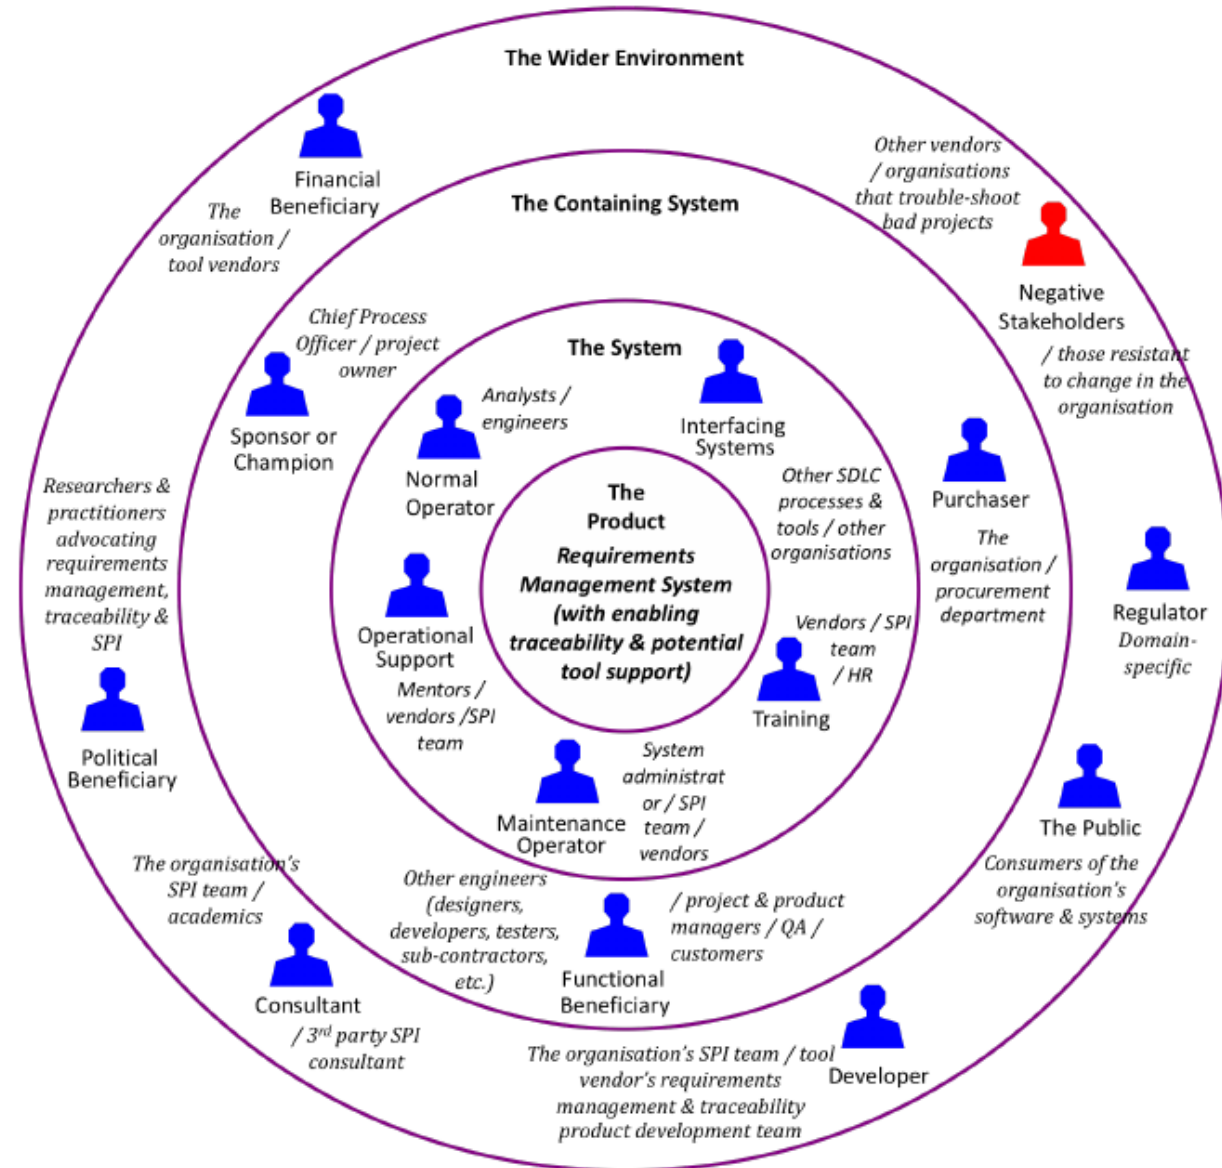 The Wider Environment
Financial
Beneficiary
The
organisation /
tool vendors
Other vendors
/ organisations
that trouble-shoot
bad projects
Negative
Stakeholders
/ those resistant
to change in the
organisation
The Containing System
Chief Process
Officer / project
owner
Sponsor or
Champion
The System
Analysts /
engineers
Normal
Operator
Interfacing
Systems
Other SDLC
processes &
tools / other
organisations
Purchaser
The
organisation /
procurement
department
Regulator
Domain-
specific
Researchers &
practitioners
advocating
requirements
management,
traceability &
SPI
Political
Beneficiary
The
Product
Requirements
Management System
(with enabling
traceability & potential
tool support)
Operational
Support
Mentors /
vendors /SPI
team
Vendors / SPI
team
/ HR
Training
Maintenance
Operator
System
administrat
or / SPI
team /
vendors
The Public
Consumers of the
organisation's
software & systems
The organisation's
SPI team /
academics
Consultant
/ 3rd party SPI
consultant
Other engineers
(designers,
developers, testers,
sub-contractors,
etc.)
Functional
Beneficiary
/ project & product
managers / QA /
customers
Developer
The organisation's SPI team / tool
vendor's requirements
management & traceability
product development team